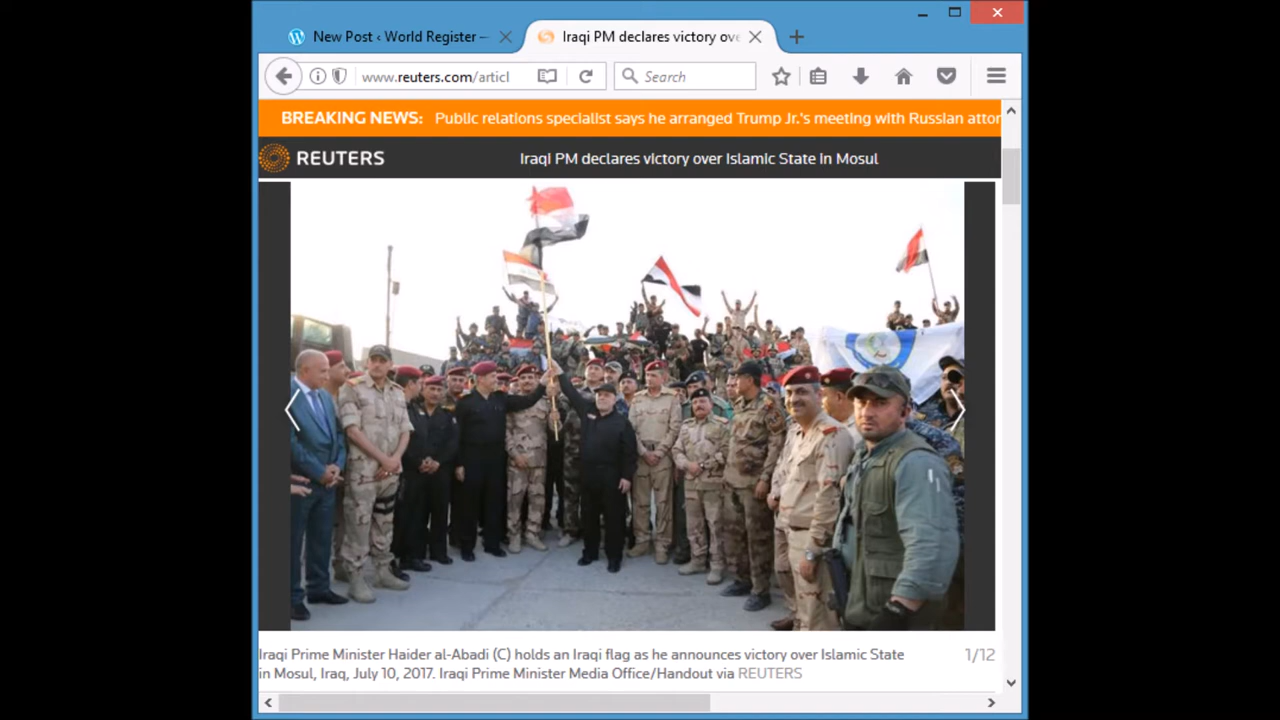 New Post ‹ World Register —
Iraqi PM declares victory ov
www.reuters.com/articl
Search
BREAKING NEWS: Public relations specialist says he arranged Trump Jr.'s meeting with Russian attor
REUTERS
Iraqi PM declares victory over Islamic State in Mosul
Iraqi Prime Minister Haider al-Abadi (C) holds an Iraqi flag as he announces victory over Islamic State
1/12
in Mosul, Iraq, July 10, 2017. Iraqi Prime Minister Media Office/Handout via REUTERS